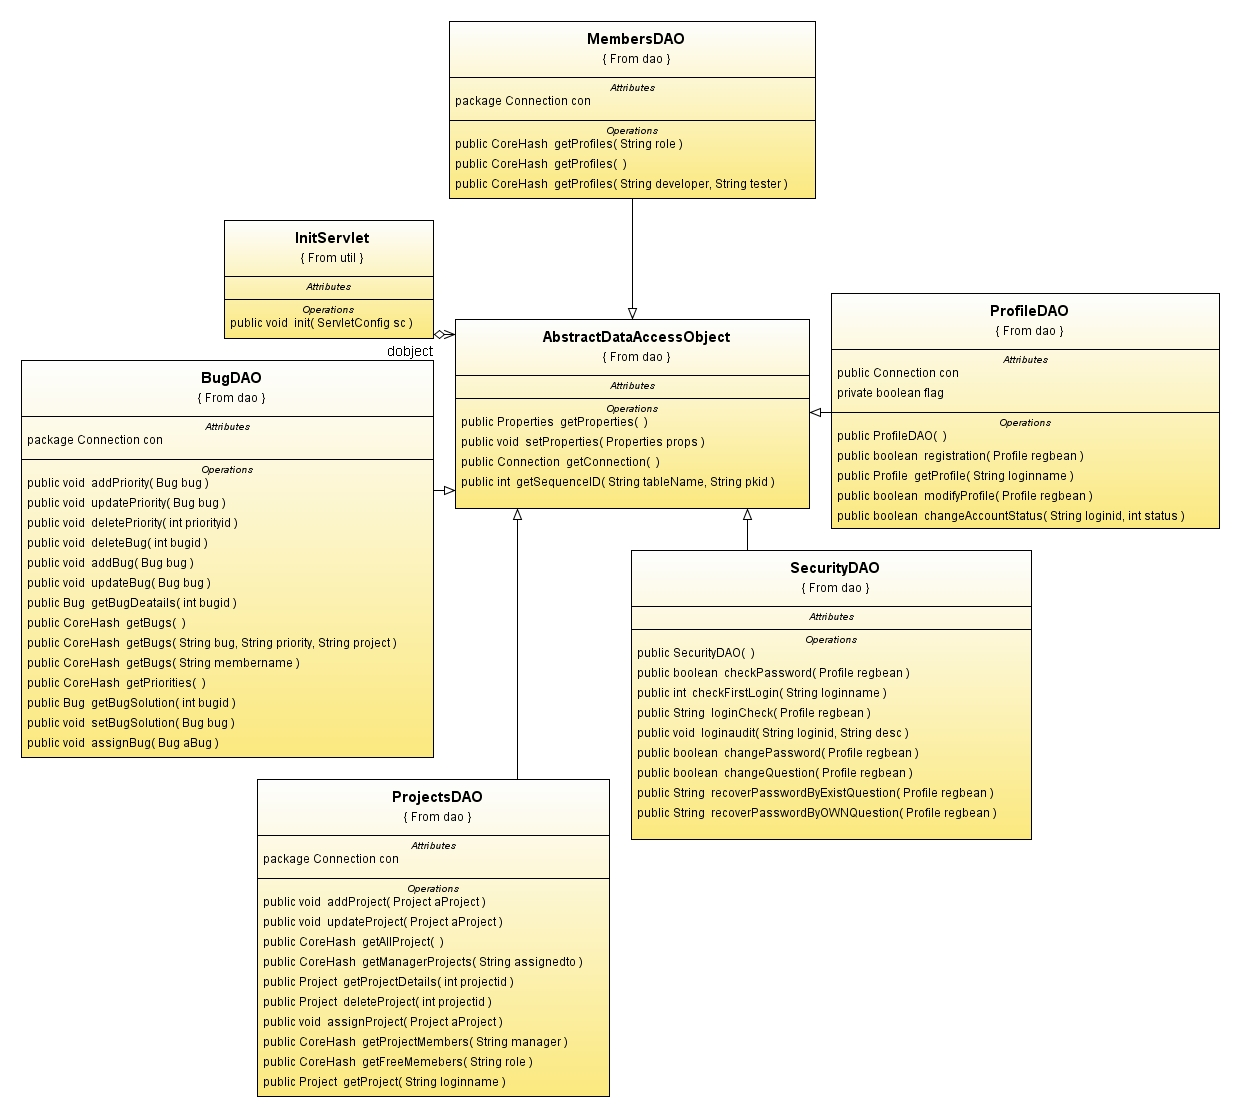 MembersDAO
{ From dao }
Attributes
package Connection con
Operations
public CoreHash getProfiles( String role )
public CoreHash getProfiles( )
public CoreHash getProfiles( String developer, String tester )
InitServlet
{ From util }
Attributes
Operations
public void init( ServletConfig sc )
dobject
AbstractDataAccessObject
{ From dao }
Attributes
Operations
public Properties getProperties( )
public void setProperties( Properties props )
public Connection getConnection( )
public int getSequenceID( String tableName, String pkid )
ProfileDAO
{ From dao }
Attributes
public Connection con
private boolean flag
Operations
public ProfileDAO( )
public boolean registration( Profile regbean )
public Profile getProfile( String loginname )
public boolean modifyProfile( Profile regbean )
public boolean changeAccountStatus( String loginid, int status )
BugDAO
{ From dao }
Attributes
package Connection con
Operations
public void addPriority( Bug bug )
public void updatePriority( Bug bug )
public void deletePriority( int priorityid )
public void deleteBug( int bugid )
public void addBug( Bug bug )
public void updateBug( Bug bug )
public Bug getBugDeatails( int bugid )
public CoreHash getBugs( )
public CoreHash getBugs( String bug, String priority, String project )
public CoreHash getBugs( String membername )
public CoreHash getPriorities( )
public Bug getBugSolution( int bugid )
public void setBugSolution( Bug bug )
public void assignBug( Bug aBug )
SecurityDAO
{ From dao }
Attributes
Operations
public SecurityDAO( )
public boolean checkPassword( Profile regbean )
public int checkFirstLogin( String loginname )
public String loginCheck( Profile regbean )
public void loginaudit( String loginid, String desc )
public boolean changePassword( Profile regbean )
public boolean changeQuestion( Profile regbean )
public String recoverPasswordByExistQuestion( Profile regbean )
public String recoverPasswordByOWNQuestion( Profile regbean )
ProjectsDAO
{ From dao }
Attributes
package Connection con
Operations
public void addProject( Project aProject )
public void updateProject( Project aProject )
public CoreHash getAllProject( )
public CoreHash getManagerProjects( String assignedto )
public Project getProjectDetails( int projectid )
public Project deleteProject( int projectid )
public void assignProject( Project aProject )
public CoreHash getProjectMembers( String manager )
public CoreHash getFreeMemebers( String role )
public Project getProject( String loginname )